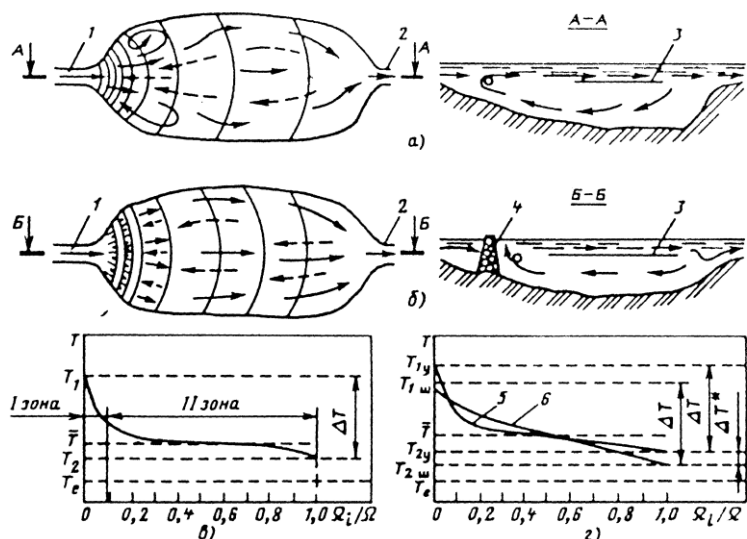 А 1 2 А А-А 3
а)
Б 1 2 Б Б-Б 4 3
б)
T
T₁
I зона II зона
ΔT
T̅
T₂
Tₑ
0 0,2 0,4 0,6 0,8 1,0 Ωᵢ/Ω
в)
T
T₁у
T₁ш
5 6
ΔT ΔT ΔT*
T̅
T₂у
T₂ш
Tₑ
0 0,2 0,4 0,6 0,8 1,0 Ωᵢ/Ω
г)